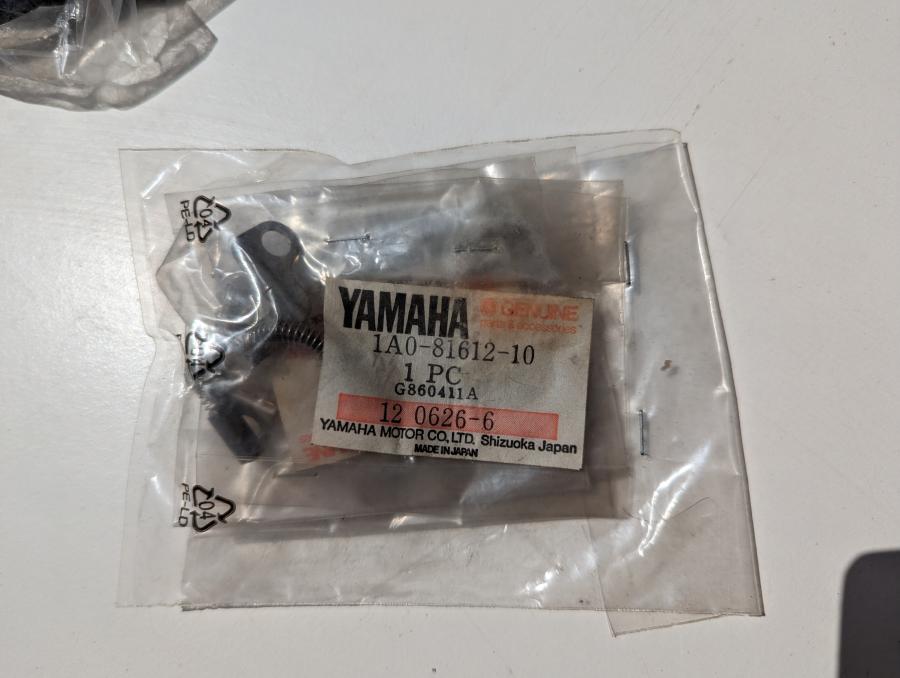 04
PE-LD
YAMAHA GENUINE
parts & accessories
1A0-81612-10
1 PC
G860411A
12 0626-6
YAMAHA MOTOR CO., LTD. Shizuoka Japan
MADE IN JAPAN
04
PE-LD